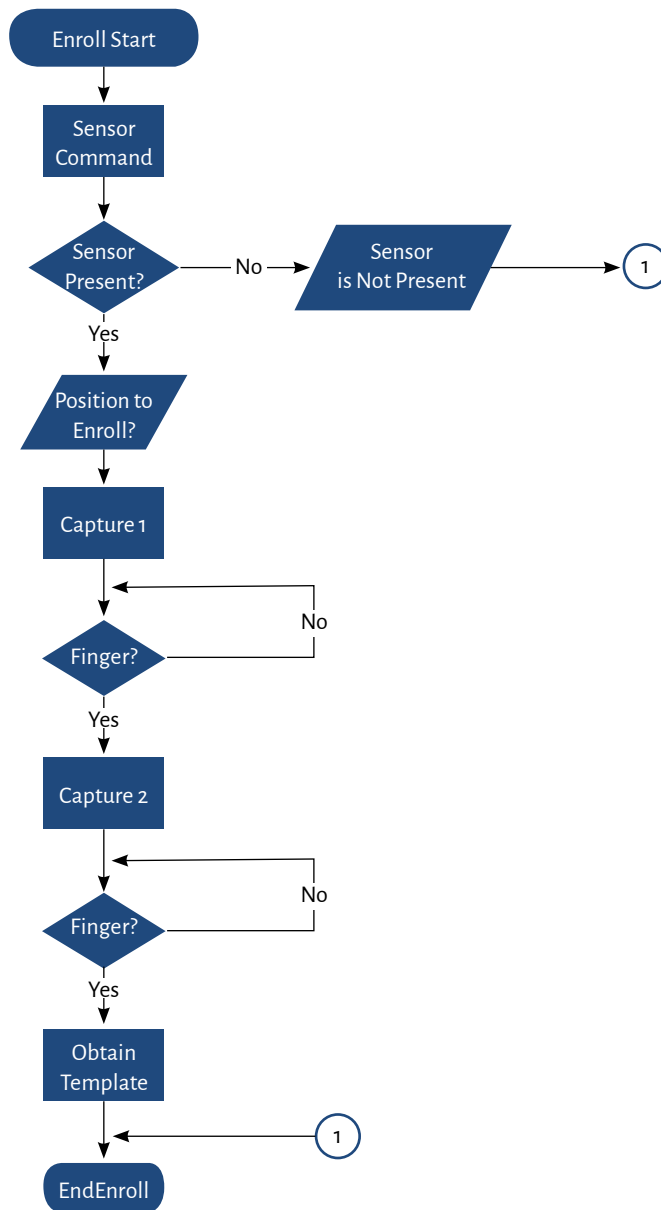 Enroll Start
Sensor
Command
Sensor
Present?
No
Sensor
is Not Present
1
Yes
Position to
Enroll?
Capture 1
No
Finger?
Yes
Capture 2
No
Finger?
Yes
Obtain
Template
1
EndEnroll